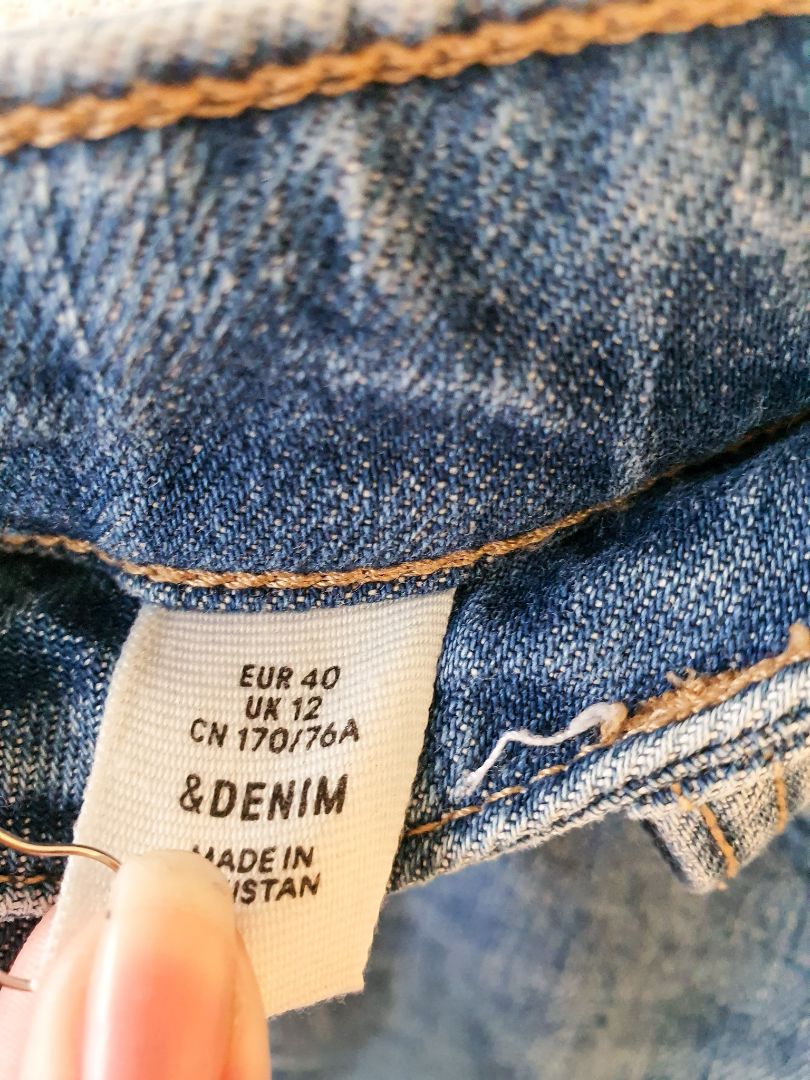 EUR 40
UK 12
CN 170/76A
&DENIM
MADE IN